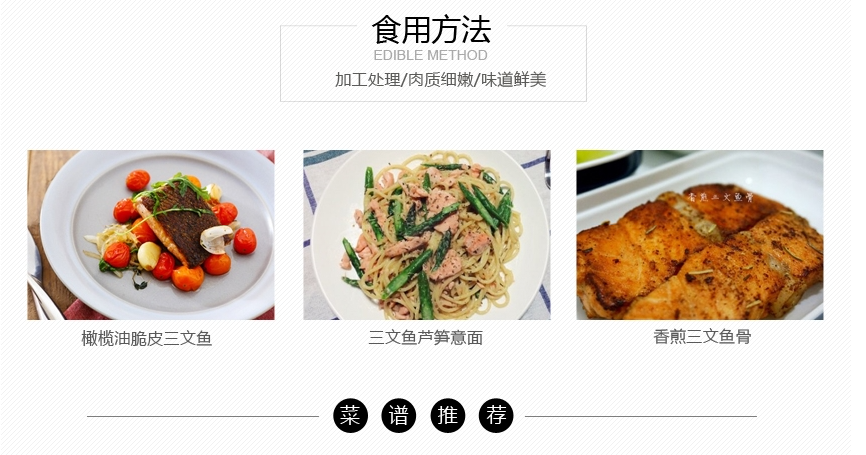 食用方法
EDIBLE METHOD
加工处理/肉质细嫩/味道鲜美
香煎三文鱼骨
橄榄油脆皮三文鱼
三文鱼芦笋意面
香煎三文鱼骨
菜谱推荐